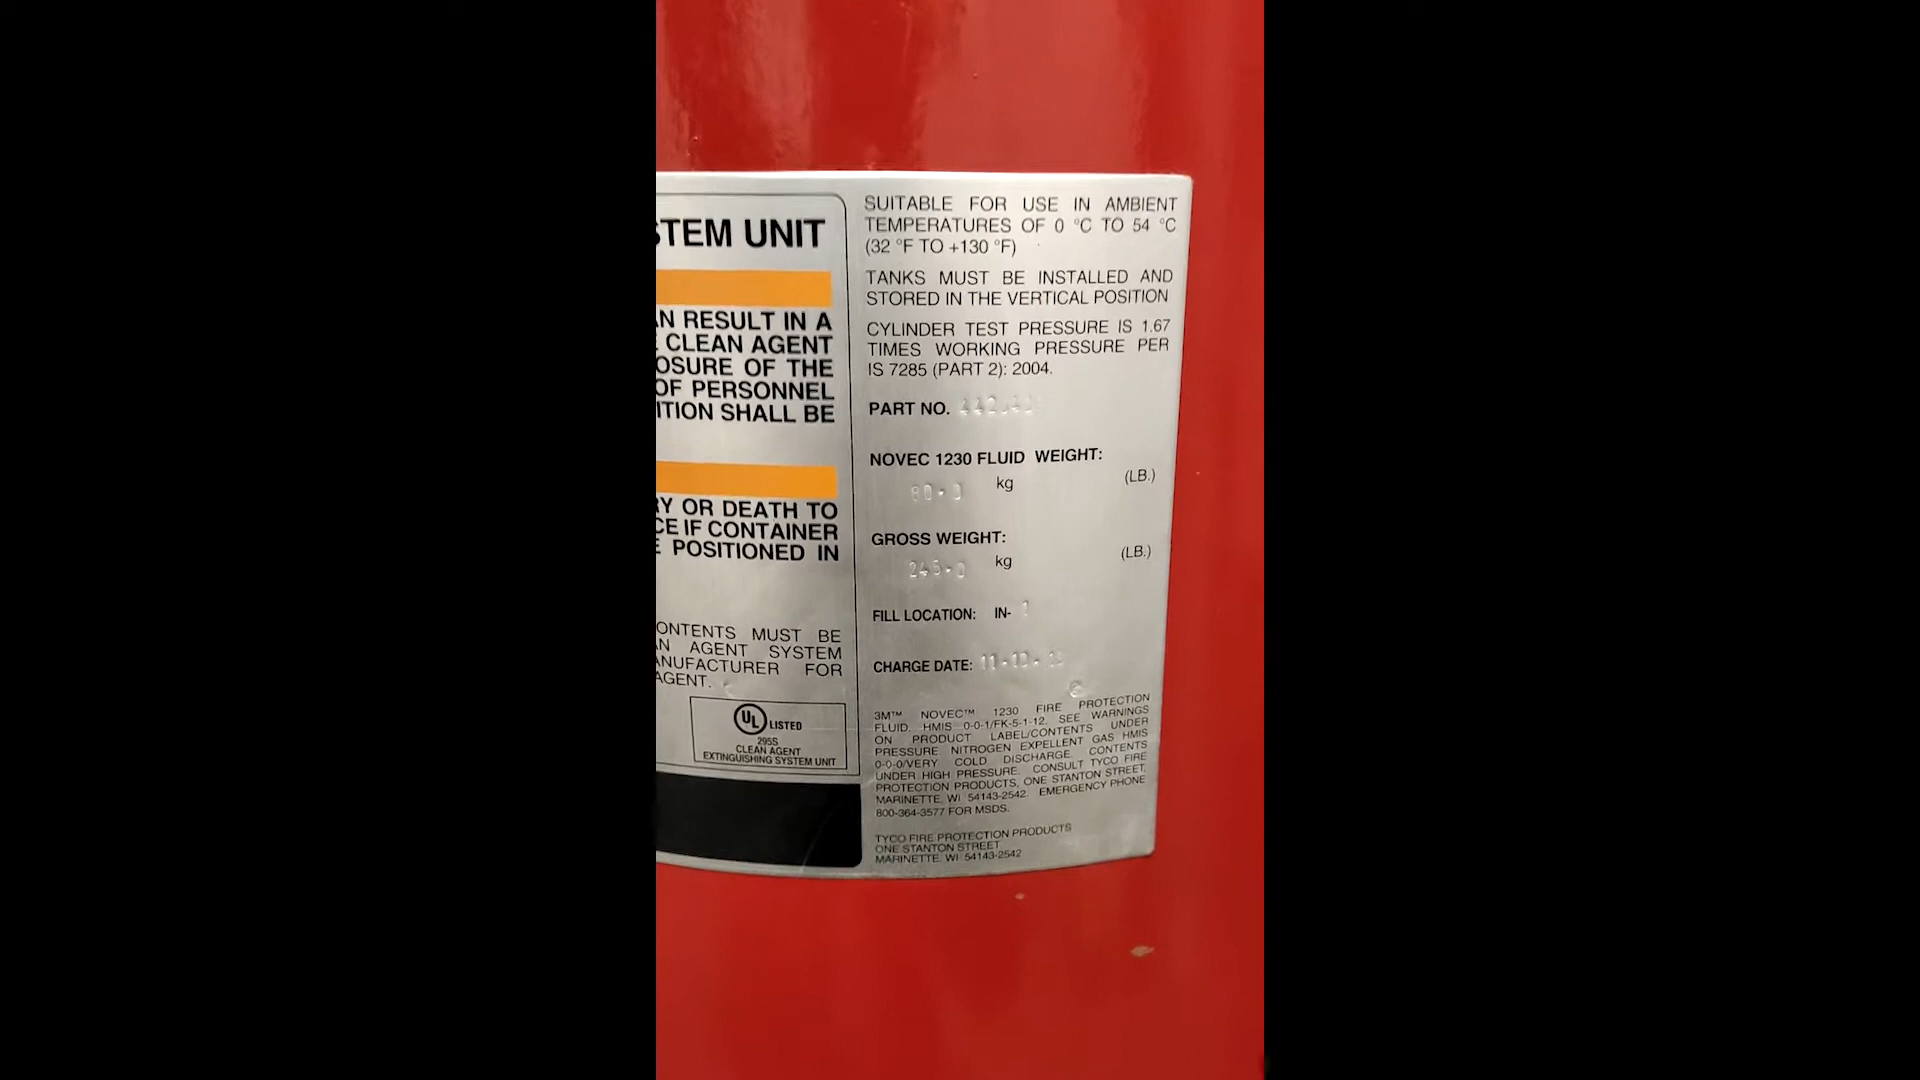 STEM UNIT
AN RESULT IN A
E CLEAN AGENT
OSURE OF THE
OF PERSONNEL
ITION SHALL BE
RY OR DEATH TO
CE IF CONTAINER
E POSITIONED IN
ONTENTS MUST BE
AN AGENT SYSTEM
ANUFACTURER FOR
AGENT.
UL LISTED
295S
CLEAN AGENT
EXTINGUISHING SYSTEM UNIT
SUITABLE FOR USE IN AMBIENT
TEMPERATURES OF 0 °C TO 54 °C
(32 °F TO +130 °F)
TANKS MUST BE INSTALLED AND
STORED IN THE VERTICAL POSITION
CYLINDER TEST PRESSURE IS 1.67
TIMES WORKING PRESSURE PER
IS 7285 (PART 2): 2004.
PART NO.
NOVEC 1230 FLUID WEIGHT:
80.0 kg (LB.)
GROSS WEIGHT:
245.0 kg (LB.)
FILL LOCATION: IN-
CHARGE DATE:
3M™ NOVEC™ 1230 FIRE PROTECTION
FLUID. HMIS 0-0-1/FK-5-1-12. SEE WARNINGS
ON PRODUCT LABEL/CONTENTS UNDER
PRESSURE NITROGEN EXPELLENT GAS HMIS
0-0-0/VERY COLD DISCHARGE. CONTENTS
UNDER HIGH PRESSURE. CONSULT TYCO FIRE
PROTECTION PRODUCTS, ONE STANTON STREET,
MARINETTE, WI 54143-2542. EMERGENCY PHONE
800-364-3577 FOR MSDS.
TYCO FIRE PROTECTION PRODUCTS
ONE STANTON STREET
MARINETTE, WI 54143-2542